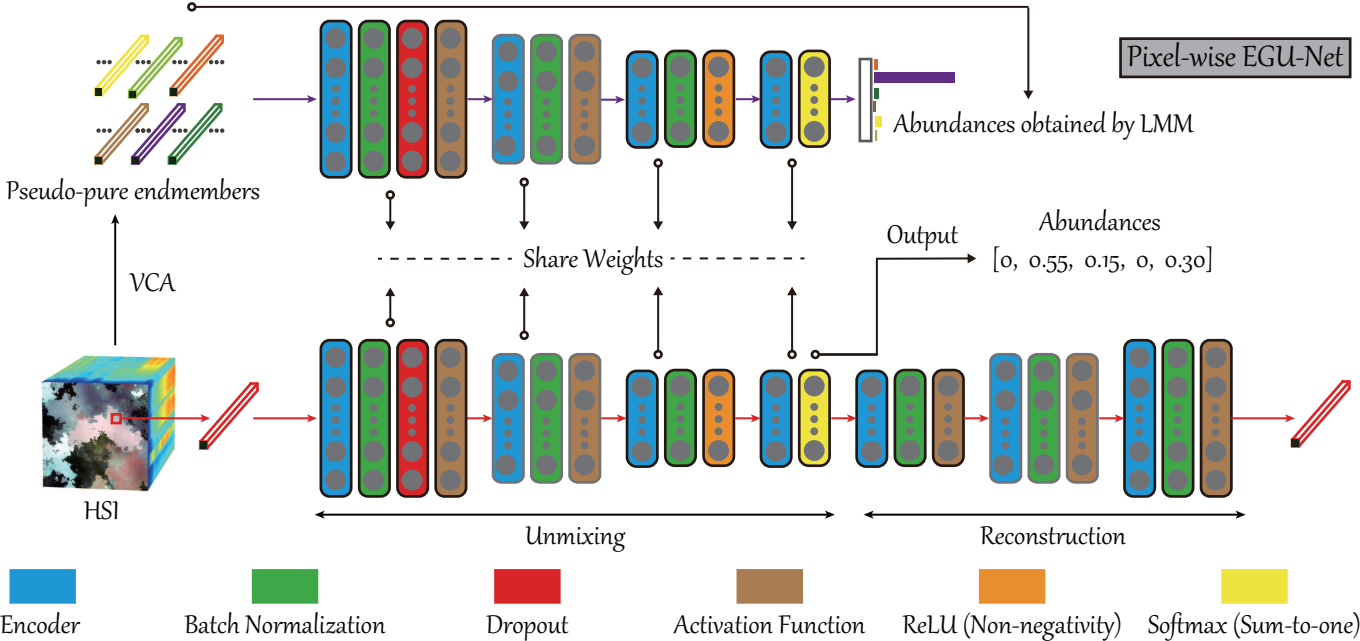 Pixel-wise EGU-Net
Abundances obtained by LMM
Pseudo-pure endmembers
VCA
Share Weights
Output
Abundances
[0, 0.55, 0.15, 0, 0.30]
HSI
Unmixing
Reconstruction
Encoder
Batch Normalization
Dropout
Activation Function
ReLU (Non-negativity)
Softmax (Sum-to-one)